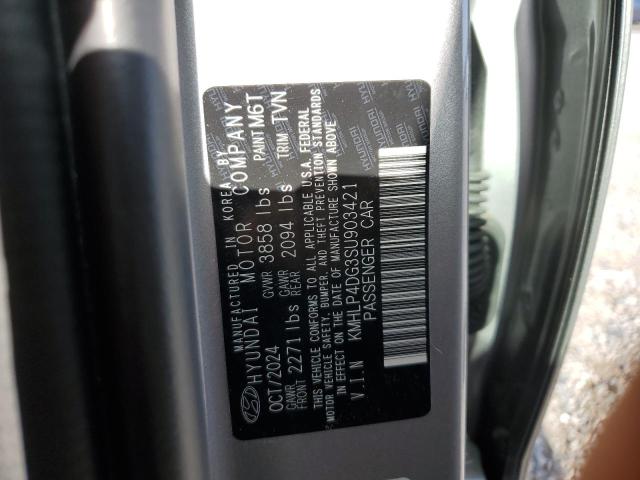 MANUFACTURED IN KOREA BY
HYUNDAI MOTOR COMPANY
OCT/2024 GVWR 3858 lbs PAINT M6T
GAWR FRONT 2271 lbs GAWR REAR 2094 lbs TRIM TVN
THIS VEHICLE CONFORMS TO ALL APPLICABLE U.S.A. FEDERAL
MOTOR VEHICLE SAFETY, BUMPER, AND THEFT PREVENTION STANDARDS
IN EFFECT ON THE DATE OF MANUFACTURE SHOWN ABOVE
V.I.N KMHLP4DG3SU903421
PASSENGER CAR
HYUNDAI